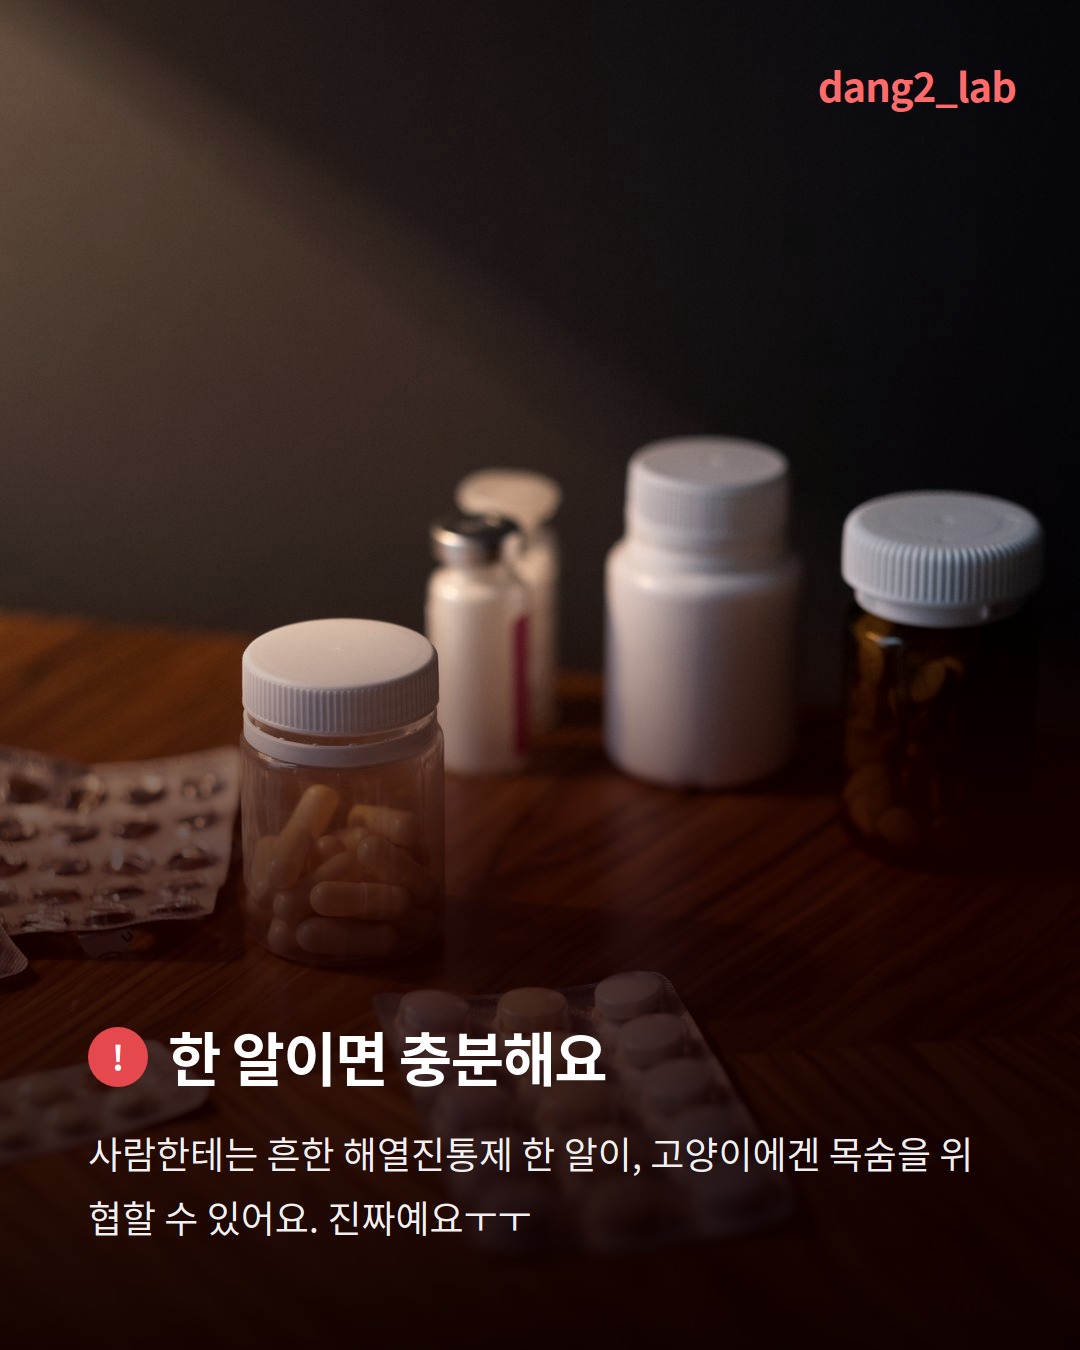 dang2_lab
! 한 알이면 충분해요
사람한테는 흔한 해열진통제 한 알이, 고양이에겐 목숨을 위
협할 수 있어요. 진짜예요ㅜㅜ